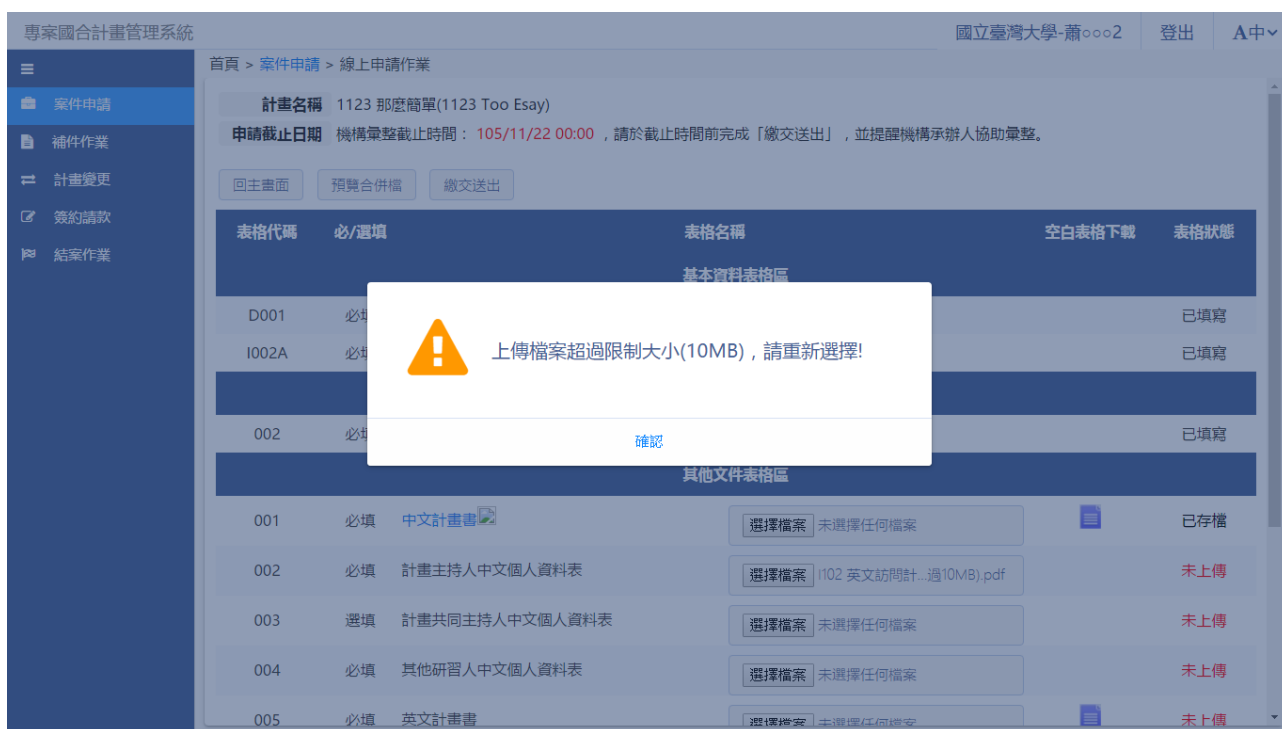 專案國合計畫管理系統
國立臺灣大學-蕭○○○2 登出 A中
首頁 > 案件申請 > 線上申請作業
案件申請
補件作業
計畫變更
簽約請款
結案作業
計畫名稱 1123 那麼簡單(1123 Too Esay)
申請截止日期 機構彙整截止時間： 105/11/22 00:00 ，請於截止時間前完成「繳交送出」，並提醒機構承辦人協助彙整。
回主畫面 預覽合併檔 繳交送出
表格代碼 必/選填 表格名稱 空白表格下載 表格狀態
基本資料表格區
D001 必 已填寫
I002A 必 已填寫
上傳檔案超過限制大小(10MB)，請重新選擇!
確認
002 必 已填寫
其他文件表格區
001 必填 中文計畫書 選擇檔案 未選擇任何檔案 已存檔
002 必填 計畫主持人中文個人資料表 選擇檔案 I102 英文訪問計...過10MB).pdf 未上傳
003 選填 計畫共同主持人中文個人資料表 選擇檔案 未選擇任何檔案 未上傳
004 必填 其他研習人中文個人資料表 選擇檔案 未選擇任何檔案 未上傳
005 必填 英文計畫書 選擇檔案 未選擇任何檔案 未上傳